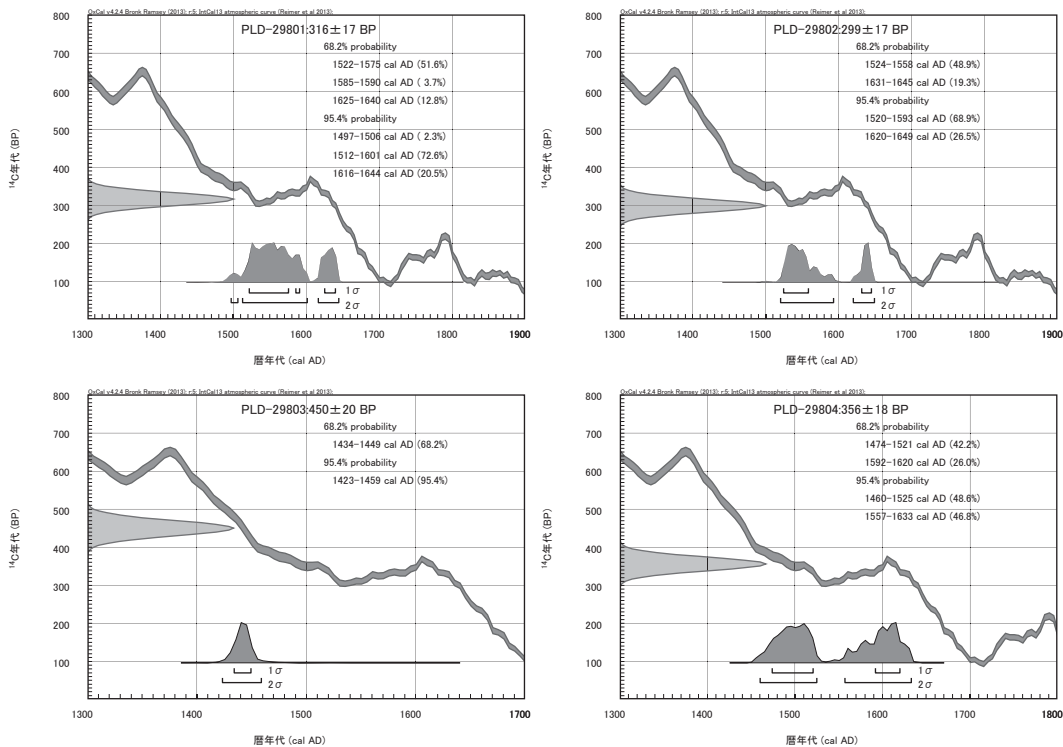 OxCal v4.2.4 Bronk Ramsey (2013); r:5; IntCal13 atmospheric curve (Reimer et al 2013);
PLD-29801:316±17 BP
68.2% probability
1522-1575 cal AD (51.6%)
1585-1590 cal AD ( 3.7%)
1625-1640 cal AD (12.8%)
95.4% probability
1497-1506 cal AD ( 2.3%)
1512-1601 cal AD (72.6%)
1616-1644 cal AD (20.5%)
800
700
600
500
400
300
200
100
¹⁴C年代 (BP)
1σ
2σ
1300 1400 1500 1600 1700 1800 1900
暦年代 (cal AD)
OxCal v4.2.4 Bronk Ramsey (2013); r:5; IntCal13 atmospheric curve (Reimer et al 2013);
PLD-29802:299±17 BP
68.2% probability
1524-1558 cal AD (48.9%)
1631-1645 cal AD (19.3%)
95.4% probability
1520-1593 cal AD (68.9%)
1620-1649 cal AD (26.5%)
800
700
600
500
400
300
200
100
¹⁴C年代 (BP)
1σ
2σ
1300 1400 1500 1600 1700 1800 1900
暦年代 (cal AD)
OxCal v4.2.4 Bronk Ramsey (2013); r:5; IntCal13 atmospheric curve (Reimer et al 2013);
PLD-29803:450±20 BP
68.2% probability
1434-1449 cal AD (68.2%)
95.4% probability
1423-1459 cal AD (95.4%)
800
700
600
500
400
300
200
100
¹⁴C年代 (BP)
1σ
2σ
1300 1400 1500 1600 1700
暦年代 (cal AD)
OxCal v4.2.4 Bronk Ramsey (2013); r:5; IntCal13 atmospheric curve (Reimer et al 2013);
PLD-29804:356±18 BP
68.2% probability
1474-1521 cal AD (42.2%)
1592-1620 cal AD (26.0%)
95.4% probability
1460-1525 cal AD (48.6%)
1557-1633 cal AD (46.8%)
800
700
600
500
400
300
200
100
¹⁴C年代 (BP)
1σ
2σ
1300 1400 1500 1600 1700 1800
暦年代 (cal AD)